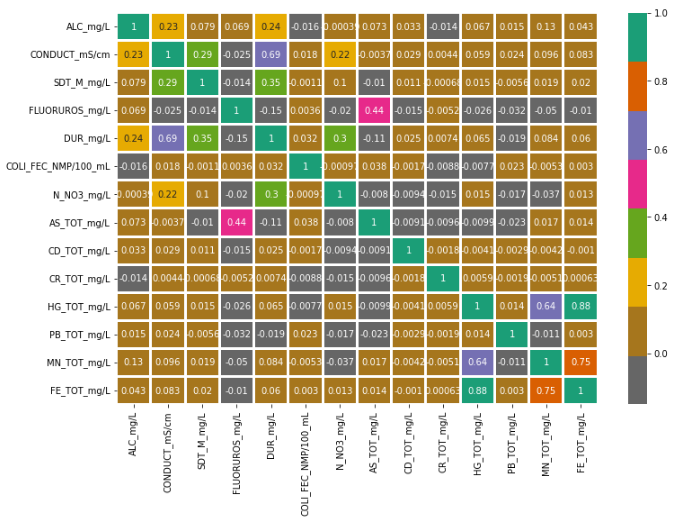 ALC_mg/L 1 0.23 0.079 0.069 0.24 -0.016 0.00039 0.073 0.033 -0.014 0.067 0.015 0.13 0.043
CONDUCT_mS/cm 0.23 1 0.29 -0.025 0.69 0.018 0.22 -0.0037 0.029 0.0044 0.059 0.024 0.096 0.083
SDT_M_mg/L 0.079 0.29 1 -0.014 0.35 -0.0011 0.1 -0.01 0.011 0.00068 0.015 -0.0056 0.019 0.02
FLUORUROS_mg/L 0.069 -0.025 -0.014 1 -0.15 0.0036 -0.02 0.44 -0.015 -0.0052 -0.026 -0.032 -0.05 -0.01
DUR_mg/L 0.24 0.69 0.35 -0.15 1 0.032 0.3 -0.11 0.025 0.0074 0.065 -0.019 0.084 0.06
COLI_FEC_NMP/100_mL -0.016 0.018 -0.0011 0.0036 0.032 1 0.00097 0.038 -0.0017 -0.0088 -0.0077 0.023 -0.0053 0.003
N_NO3_mg/L 0.00039 0.22 0.1 -0.02 0.3 0.00097 1 -0.008 -0.0094 -0.015 0.015 -0.017 -0.037 0.013
AS_TOT_mg/L 0.073 -0.0037 -0.01 0.44 -0.11 0.038 -0.008 1 -0.0091 -0.0096 -0.0099 -0.023 0.017 0.014
CD_TOT_mg/L 0.033 0.029 0.011 -0.015 0.025 -0.0017 -0.0094 -0.0091 1 -0.0018 -0.0041 -0.0029 -0.0042 -0.001
CR_TOT_mg/L -0.014 0.0044 0.00068 -0.0052 0.0074 -0.0088 -0.015 -0.0096 -0.0018 1 0.0059 -0.0019 -0.0051 0.00063
HG_TOT_mg/L 0.067 0.059 0.015 -0.026 0.065 -0.0077 0.015 -0.0099 -0.0041 0.0059 1 0.014 0.64 0.88
PB_TOT_mg/L 0.015 0.024 -0.0056 -0.032 -0.019 0.023 -0.017 -0.023 -0.0029 -0.0019 0.014 1 -0.011 0.003
MN_TOT_mg/L 0.13 0.096 0.019 -0.05 0.084 -0.0053 -0.037 0.017 -0.0042 -0.0051 0.64 -0.011 1 0.75
FE_TOT_mg/L 0.043 0.083 0.02 -0.01 0.06 0.003 0.013 0.014 -0.001 0.00063 0.88 0.003 0.75 1
ALC_mg/L
CONDUCT_mS/cm
SDT_M_mg/L
FLUORUROS_mg/L
DUR_mg/L
COLI_FEC_NMP/100_mL
N_NO3_mg/L
AS_TOT_mg/L
CD_TOT_mg/L
CR_TOT_mg/L
HG_TOT_mg/L
PB_TOT_mg/L
MN_TOT_mg/L
FE_TOT_mg/L
1.0
0.8
0.6
0.4
0.2
0.0